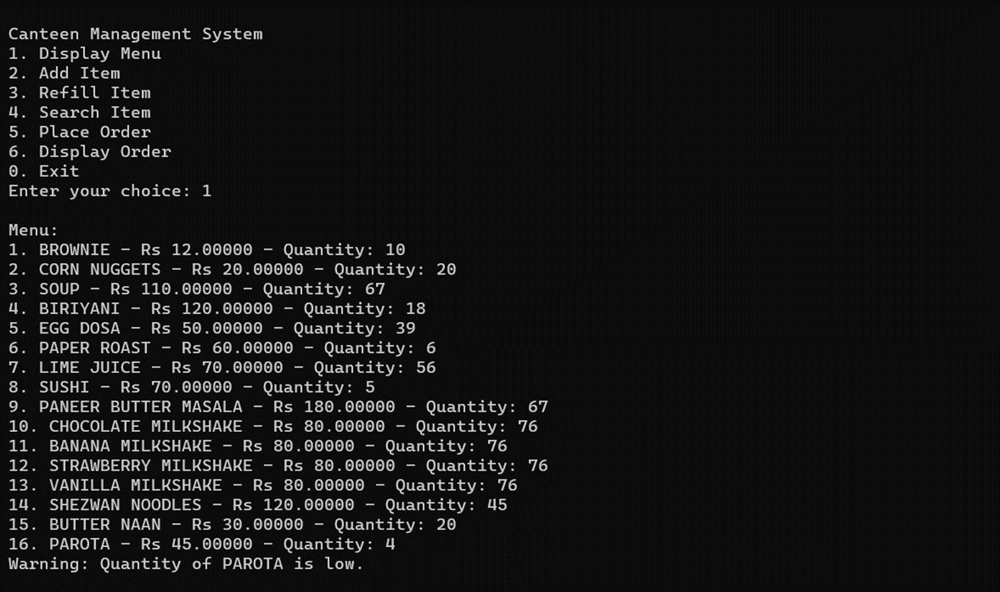 Canteen Management System
1. Display Menu
2. Add Item
3. Refill Item
4. Search Item
5. Place Order
6. Display Order
0. Exit
Enter your choice: 1
Menu:
1. BROWNIE - Rs 12.00000 - Quantity: 10
2. CORN NUGGETS - Rs 20.00000 - Quantity: 20
3. SOUP - Rs 110.00000 - Quantity: 67
4. BIRIYANI - Rs 120.00000 - Quantity: 18
5. EGG DOSA - Rs 50.00000 - Quantity: 39
6. PAPER ROAST - Rs 60.00000 - Quantity: 6
7. LIME JUICE - Rs 70.00000 - Quantity: 56
8. SUSHI - Rs 70.00000 - Quantity: 5
9. PANEER BUTTER MASALA - Rs 180.00000 - Quantity: 67
10. CHOCOLATE MILKSHAKE - Rs 80.00000 - Quantity: 76
11. BANANA MILKSHAKE - Rs 80.00000 - Quantity: 76
12. STRAWBERRY MILKSHAKE - Rs 80.00000 - Quantity: 76
13. VANILLA MILKSHAKE - Rs 80.00000 - Quantity: 76
14. SHEZWAN NOODLES - Rs 120.00000 - Quantity: 45
15. BUTTER NAAN - Rs 30.00000 - Quantity: 20
16. PAROTA - Rs 45.00000 - Quantity: 4
Warning: Quantity of PAROTA is low.